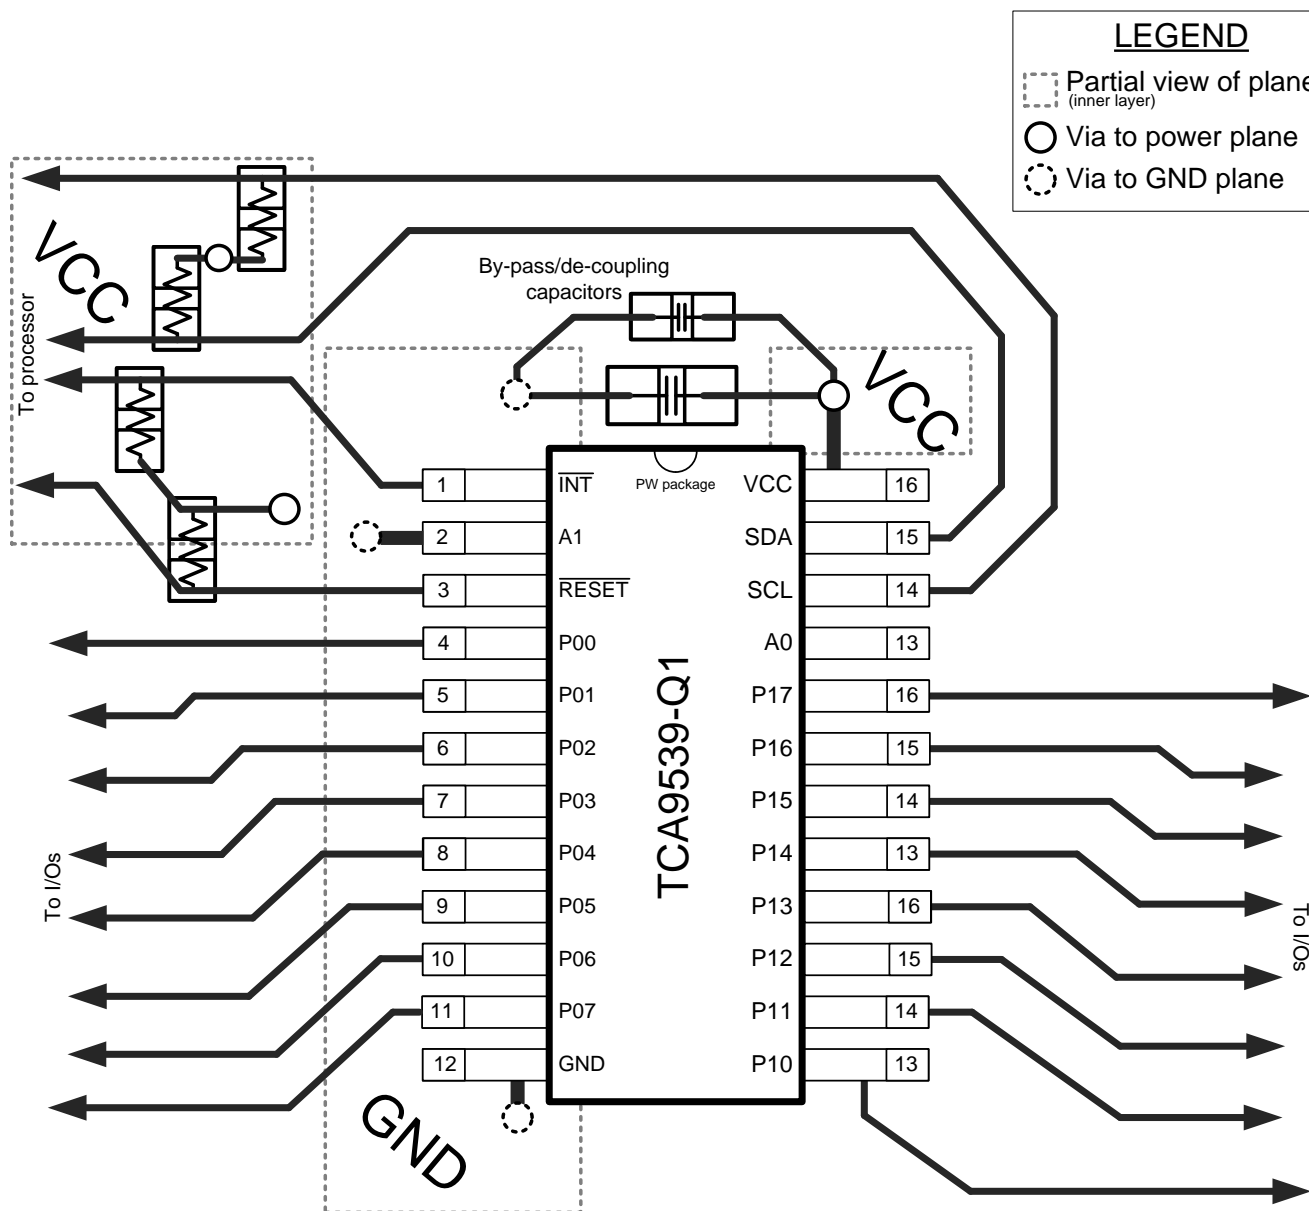 LEGEND
Partial view of plane
(inner layer)
Via to power plane
Via to GND plane
VCC
To processor
By-pass/de-coupling
capacitors
VCC
PW package
TCA9539-Q1
1 INT
2 A1
3 RESET
4 P00
5 P01
6 P02
7 P03
8 P04
9 P05
10 P06
11 P07
12 GND
VCC 16
SDA 15
SCL 14
A0 13
P17 16
P16 15
P15 14
P14 13
P13 16
P12 15
P11 14
P10 13
To I/Os
To I/Os
GND